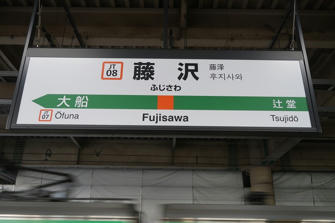 JT
08
藤沢
藤泽
후지사와
ふじさわ
大船
辻堂
JT
07
Ōfuna
Fujisawa
Tsujidō